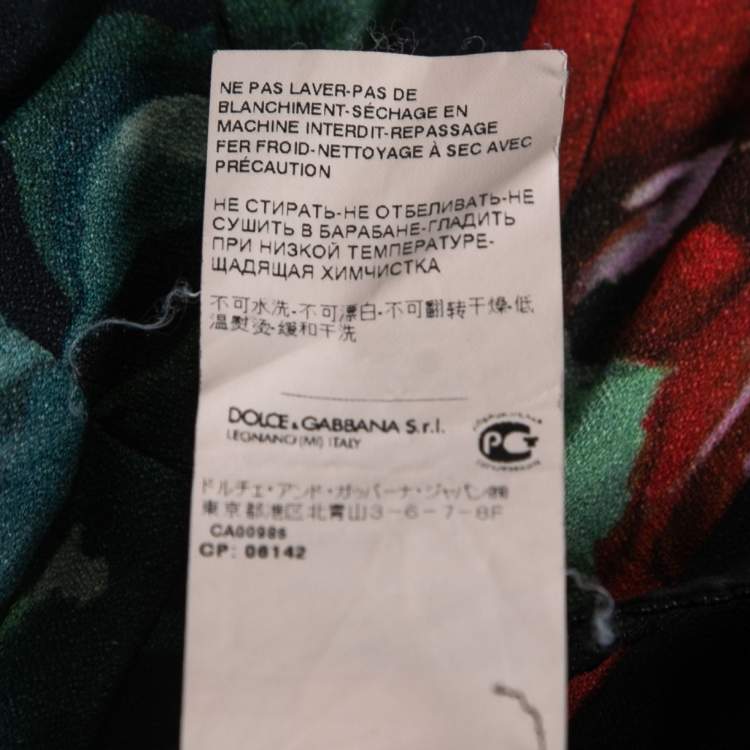 NE PAS LAVER-PAS DE
BLANCHIMENT-SÉCHAGE EN
MACHINE INTERDIT-REPASSAGE
FER FROID-NETTOYAGE À SEC AVEC
PRÉCAUTION
НЕ СТИРАТЬ-НЕ ОТБЕЛИВАТЬ-НЕ
СУШИТЬ В БАРАБАНЕ-ГЛАДИТЬ
ПРИ НИЗКОЙ ТЕМПЕРАТУРЕ-
ЩАДЯЩАЯ ХИМЧИСТКА
不可水洗-不可漂白-不可翻转干燥-低
温熨烫-缓和干洗
DOLCE & GABBANA S.r.l.
LEGNANO (MI) ITALY
PCT
ドルチェ・アンド・ガッバーナ・ジャパン㈱
東京都港区北青山3-6-7-8F
CA00986
CP: 06142